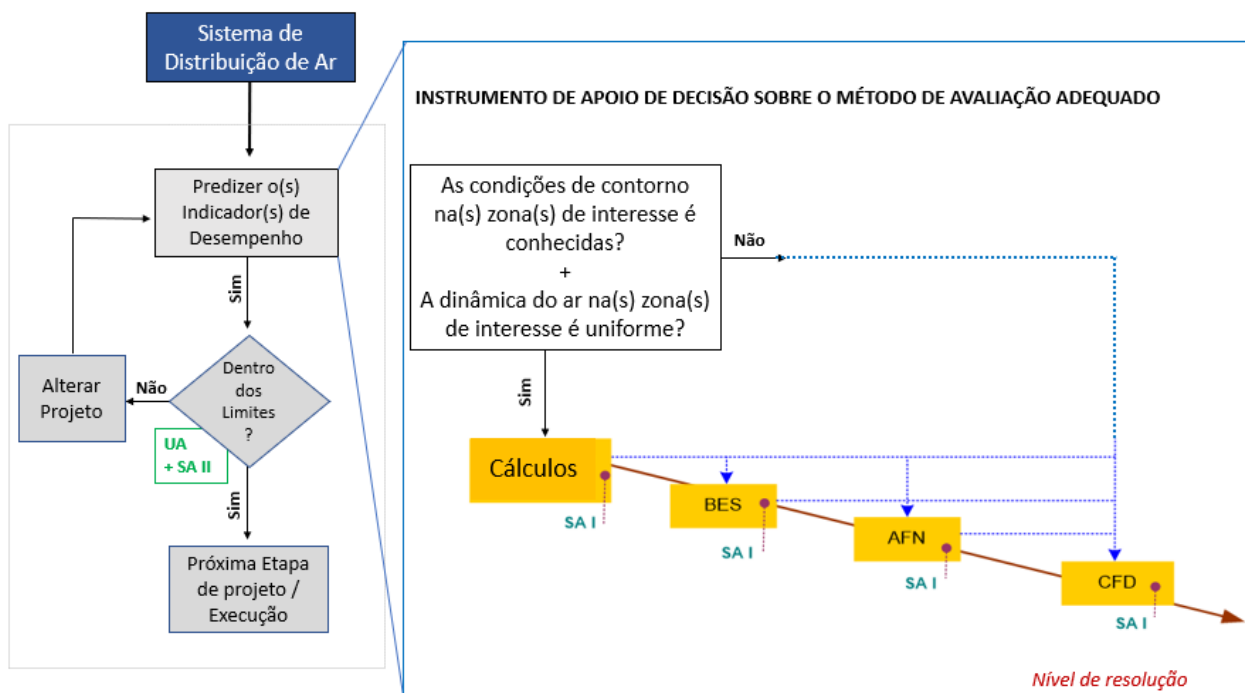 Sistema de
Distribuição de Ar
INSTRUMENTO DE APOIO DE DECISÃO SOBRE O MÉTODO DE AVALIAÇÃO ADEQUADO
Predizer o(s)
Indicador(s) de
Desempenho
As condições de contorno
na(s) zona(s) de interesse é
conhecidas?
+
A dinâmica do ar na(s) zona(s)
de interesse é uniforme?
Não
Sim
Sim
Dentro
dos
Limites
?
Não
Alterar
Projeto
UA
+ SA II
Sim
Próxima Etapa
de projeto /
Execução
Cálculos
SA I
BES
SA I
AFN
SA I
CFD
SA I
Nível de resolução